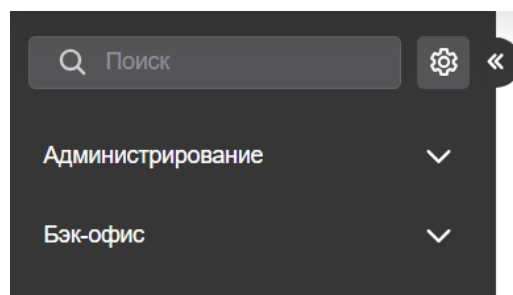 Поиск
Администрирование
Бэк-офис